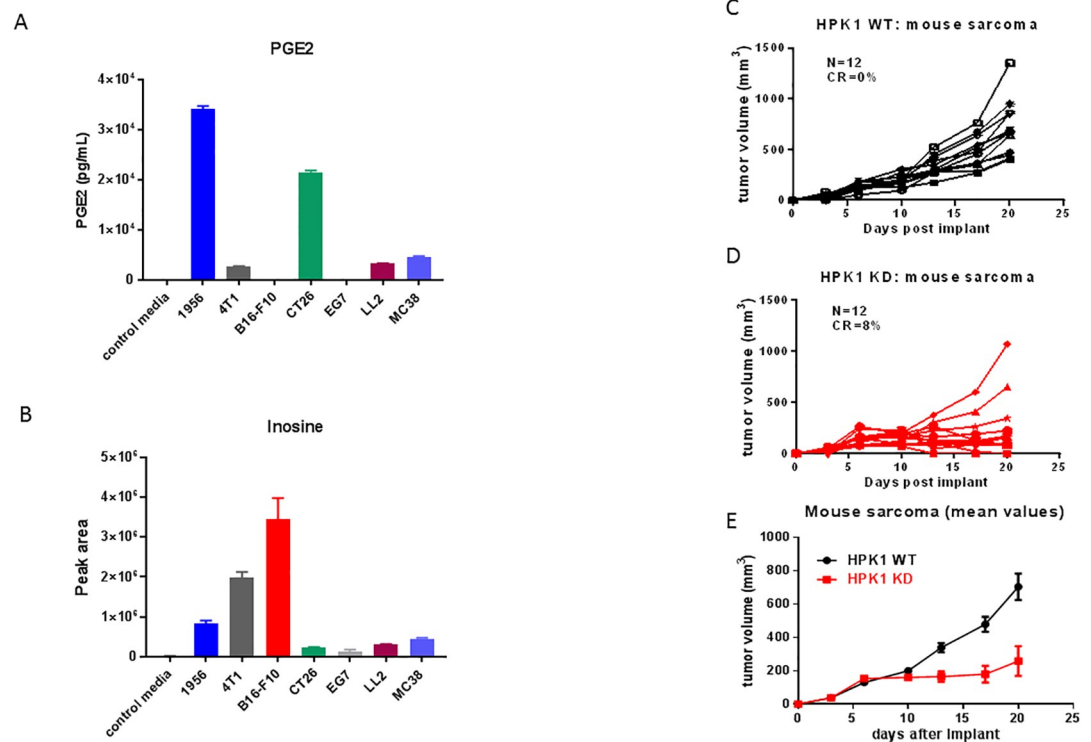 A
PGE2
PGE2 (pg/mL)
4×10⁴
3×10⁴
2×10⁴
1×10⁴
0
control media
1956
4T1
B16-F10
CT26
EG7
LL2
MC38
B
Inosine
Peak area
5×10⁶
4×10⁶
3×10⁶
2×10⁶
1×10⁶
0
control media
1956
4T1
B16-F10
CT26
EG7
LL2
MC38
C
HPK1 WT: mouse sarcoma
tumor volume (mm³)
1500
1000
500
0
N=12
CR=0%
0 5 10 15 20 25
Days post implant
D
HPK1 KD: mouse sarcoma
tumor volume (mm³)
1500
1000
500
0
N=12
CR=8%
0 5 10 15 20 25
Days post implant
E
Mouse sarcoma (mean values)
tumor volume (mm³)
1000
800
600
400
200
0
HPK1 WT
HPK1 KD
0 5 10 15 20 25
days after Implant